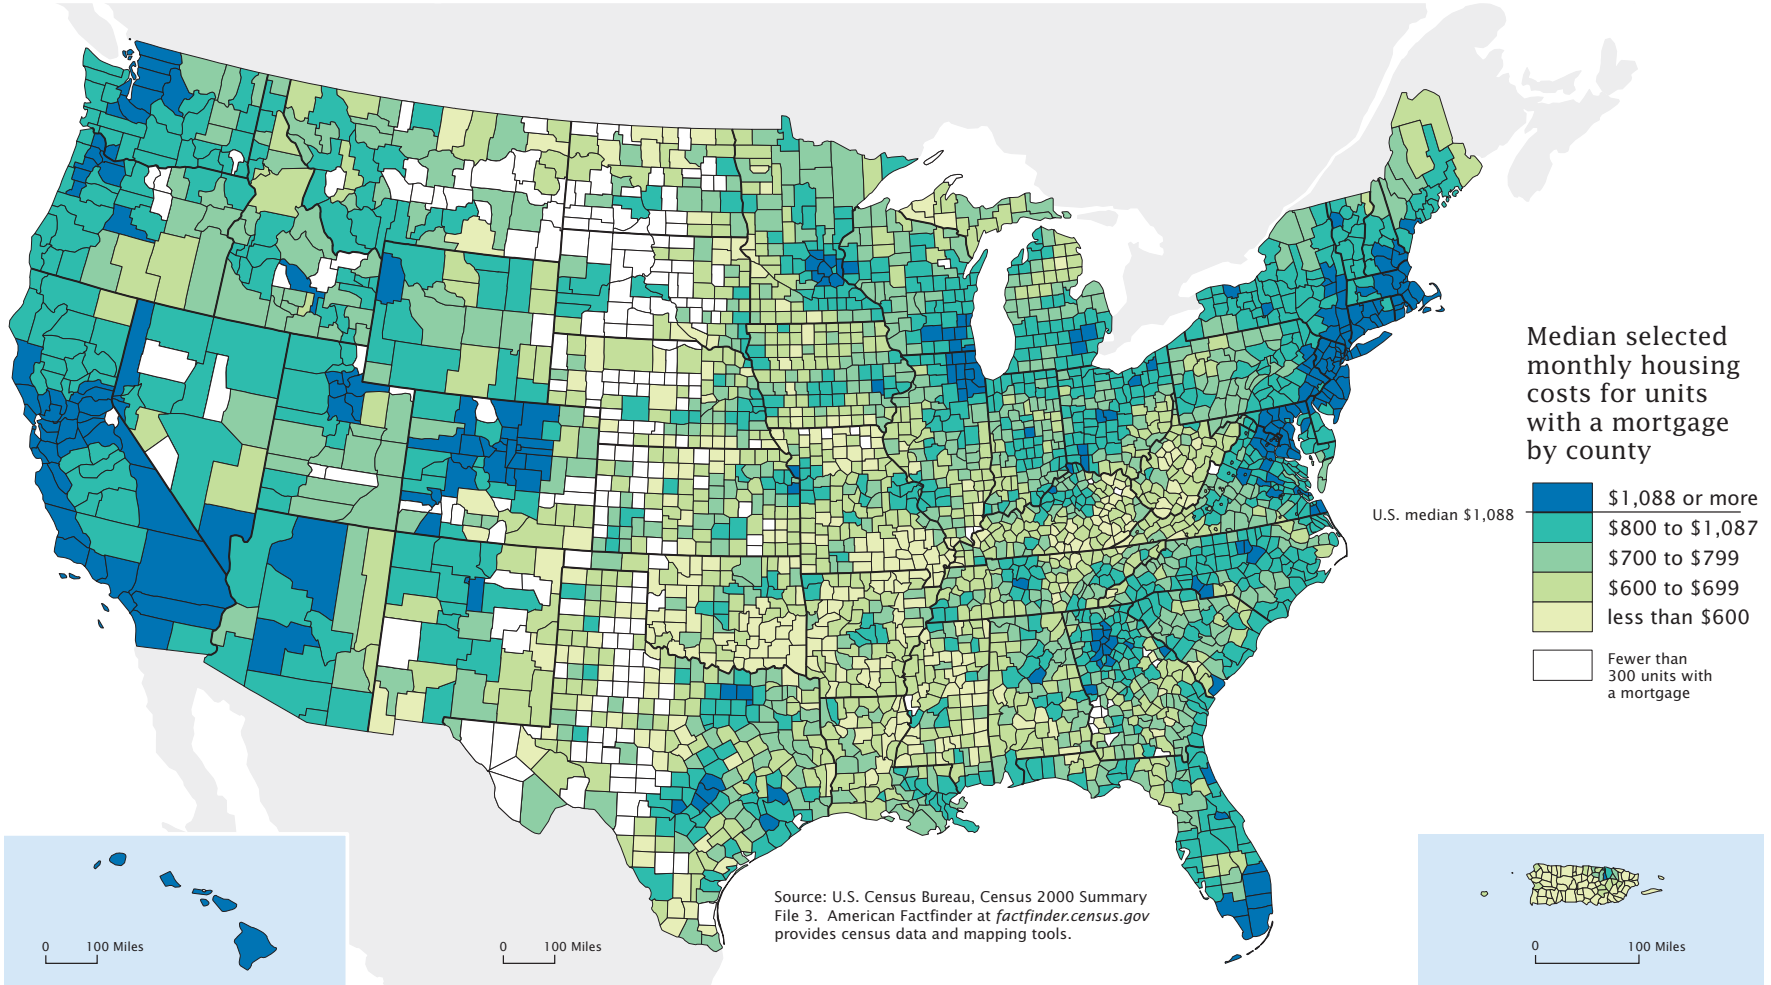 Median selected
monthly housing
costs for units
with a mortgage
by county
$1,088 or more
U.S. median $1,088
$800 to $1,087
$700 to $799
$600 to $699
less than $600
Fewer than
300 units with
a mortgage
Source: U.S. Census Bureau, Census 2000 Summary
File 3.  American Factfinder at factfinder.census.gov
provides census data and mapping tools.
0 100 Miles
0 100 Miles
0 100 Miles